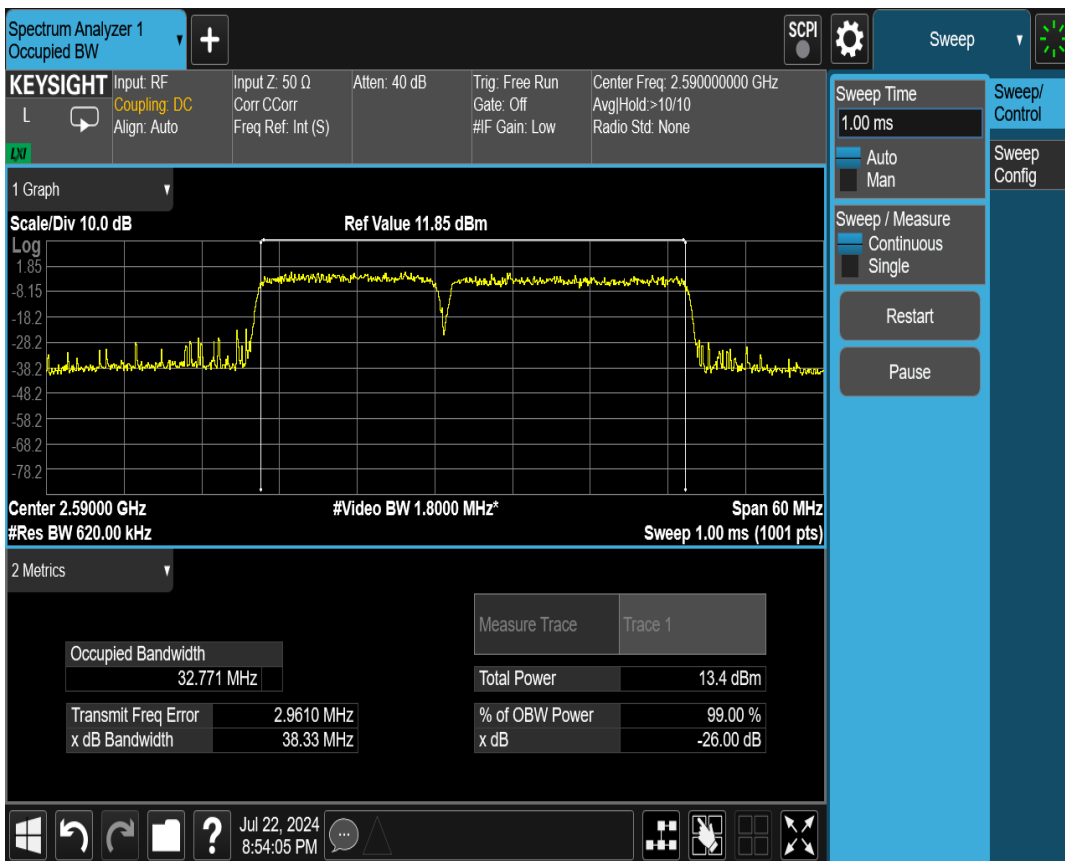 Spectrum Analyzer 1
Occupied BW
+
SCPI
Sweep
KEYSIGHT
L
LXI
Input: RF
Coupling: DC
Align: Auto
Input Z: 50 Ω
Corr CCorr
Freq Ref: Int (S)
Atten: 40 dB
Trig: Free Run
Gate: Off
#IF Gain: Low
Center Freq: 2.590000000 GHz
Avg|Hold:>10/10
Radio Std: None
Sweep Time
1.00 ms
Auto
Man
Sweep / Measure
Continuous
Single
Restart
Pause
Sweep/
Control
Sweep
Config
1 Graph
Scale/Div 10.0 dB
Ref Value 11.85 dBm
Log
1.85
-8.15
-18.2
-28.2
-38.2
-48.2
-58.2
-68.2
-78.2
Center 2.59000 GHz
#Video BW 1.8000 MHz*
Span 60 MHz
#Res BW 620.00 kHz
Sweep 1.00 ms (1001 pts)
2 Metrics
Measure Trace Trace 1
Occupied Bandwidth
32.771 MHz
Total Power 13.4 dBm
Transmit Freq Error 2.9610 MHz
% of OBW Power 99.00 %
x dB Bandwidth 38.33 MHz
x dB -26.00 dB
?
Jul 22, 2024
8:54:05 PM